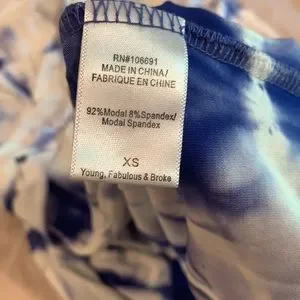 RN#106691
MADE IN CHINA/
FABRIQUE EN CHINE
92%Modal 8%Spandex/
Modal Spandex
XS
Young, Fabulous & Broke